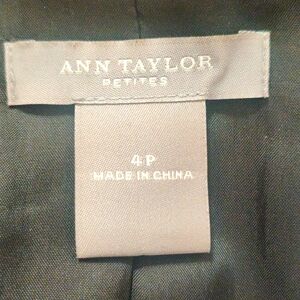 ANN TAYLOR
PETITES
4P
MADE IN CHINA